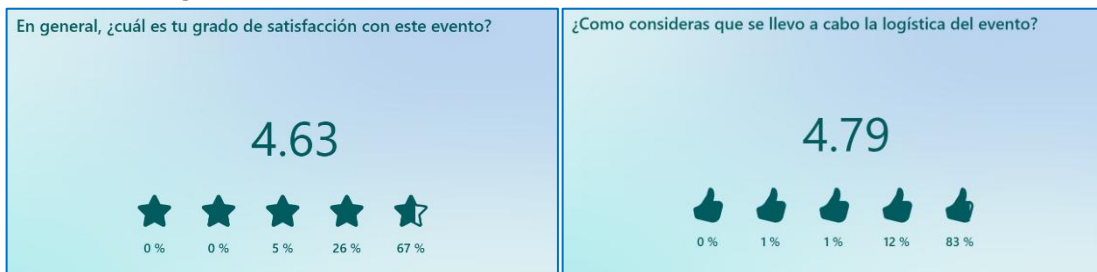 En general, ¿cuál es tu grado de satisfacción con este evento?
4.63
0 % 0 % 5 % 26 % 67 %
¿Como consideras que se llevo a cabo la logística del evento?
4.79
0 % 1 % 1 % 12 % 83 %